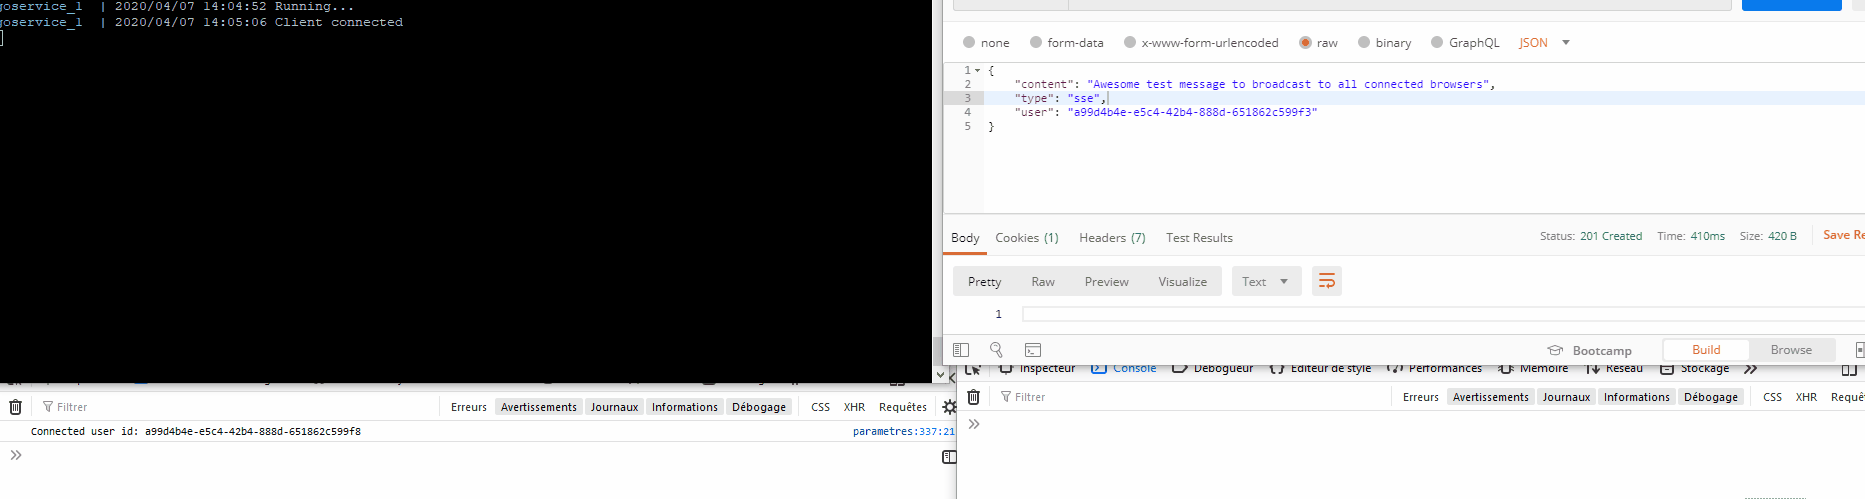 goservice_1  | 2020/04/07 14:04:52 Running...
goservice_1  | 2020/04/07 14:05:06 Client connected
none form-data x-www-form-urlencoded raw binary GraphQL JSON
1 {
2 "content": "Awesome test message to broadcast to all connected browsers",
3 "type": "sse",
4 "user": "a99d4b4e-e5c4-42b4-888d-651862c599f3"
5 }
Body Cookies (1) Headers (7) Test Results Status: 201 Created Time: 410ms Size: 420 B Save Re
Pretty Raw Preview Visualize Text
1
Bootcamp Build Browse
Inspecteur Console Débogueur Éditeur de style Performances Mémoire Réseau Stockage
Filtrer Erreurs Avertissements Journaux Informations Débogage CSS XHR Requêtes
Connected user id: a99d4b4e-e5c4-42b4-888d-651862c599f8 parametres:337:21
Filtrer Erreurs Avertissements Journaux Informations Débogage CSS XHR Requêt